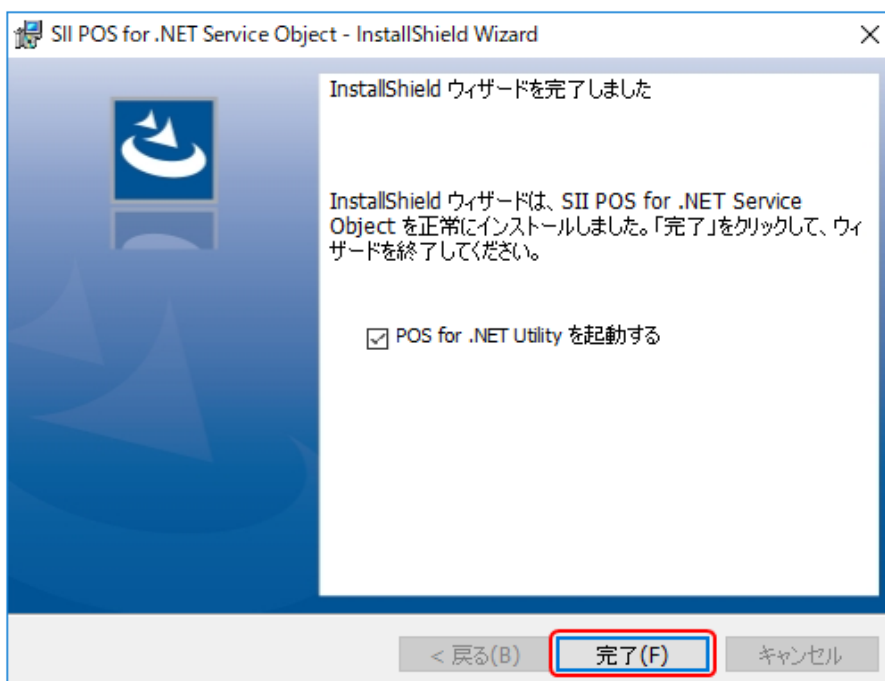 SII POS for .NET Service Object - InstallShield Wizard
InstallShield ウィザードを完了しました
InstallShield ウィザードは、SII POS for .NET Service
Object を正常にインストールしました。「完了」をクリックして、ウィ
ザードを終了してください。
POS for .NET Utility を起動する
< 戻る(B)
完了(F)
キャンセル